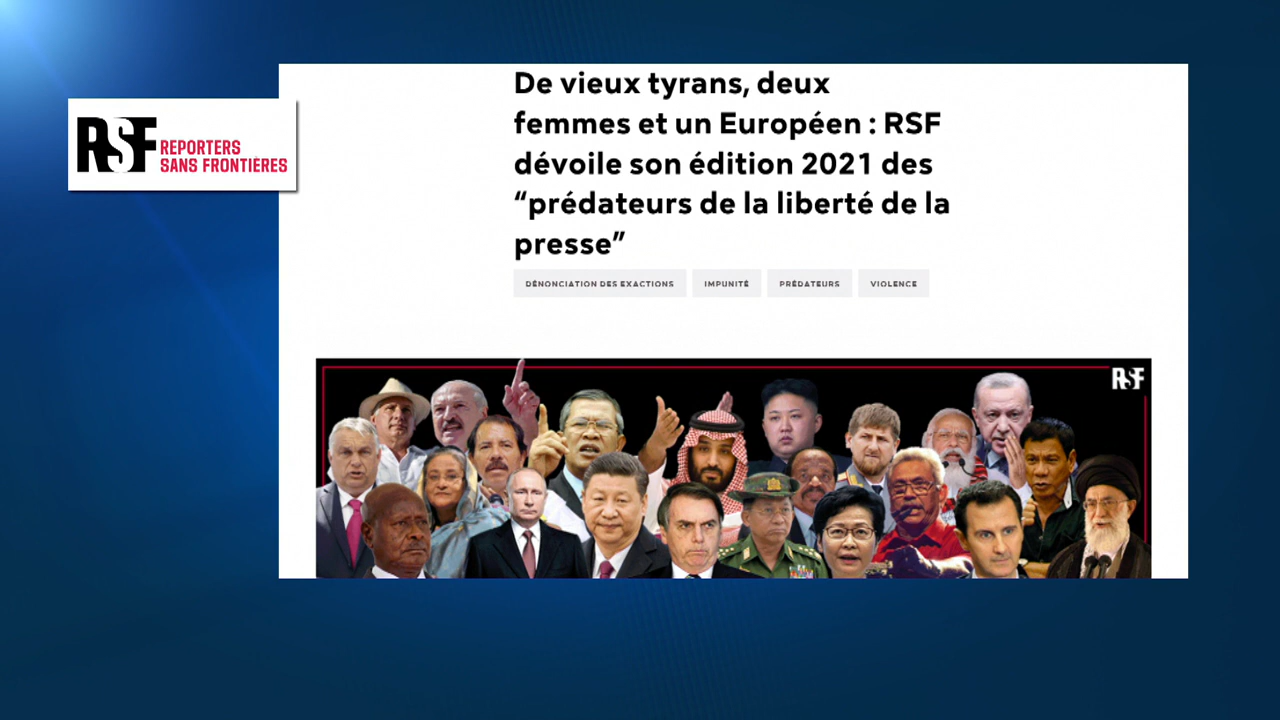 RSF
REPORTERS
SANS FRONTIERES
De vieux tyrans, deux
femmes et un Européen : RSF
dévoile son édition 2021 des
“prédateurs de la liberté de la
presse”
DÉNONCIATION DES EXACTIONS
IMPUNITÉ
PRÉDATEURS
VIOLENCE
RSF